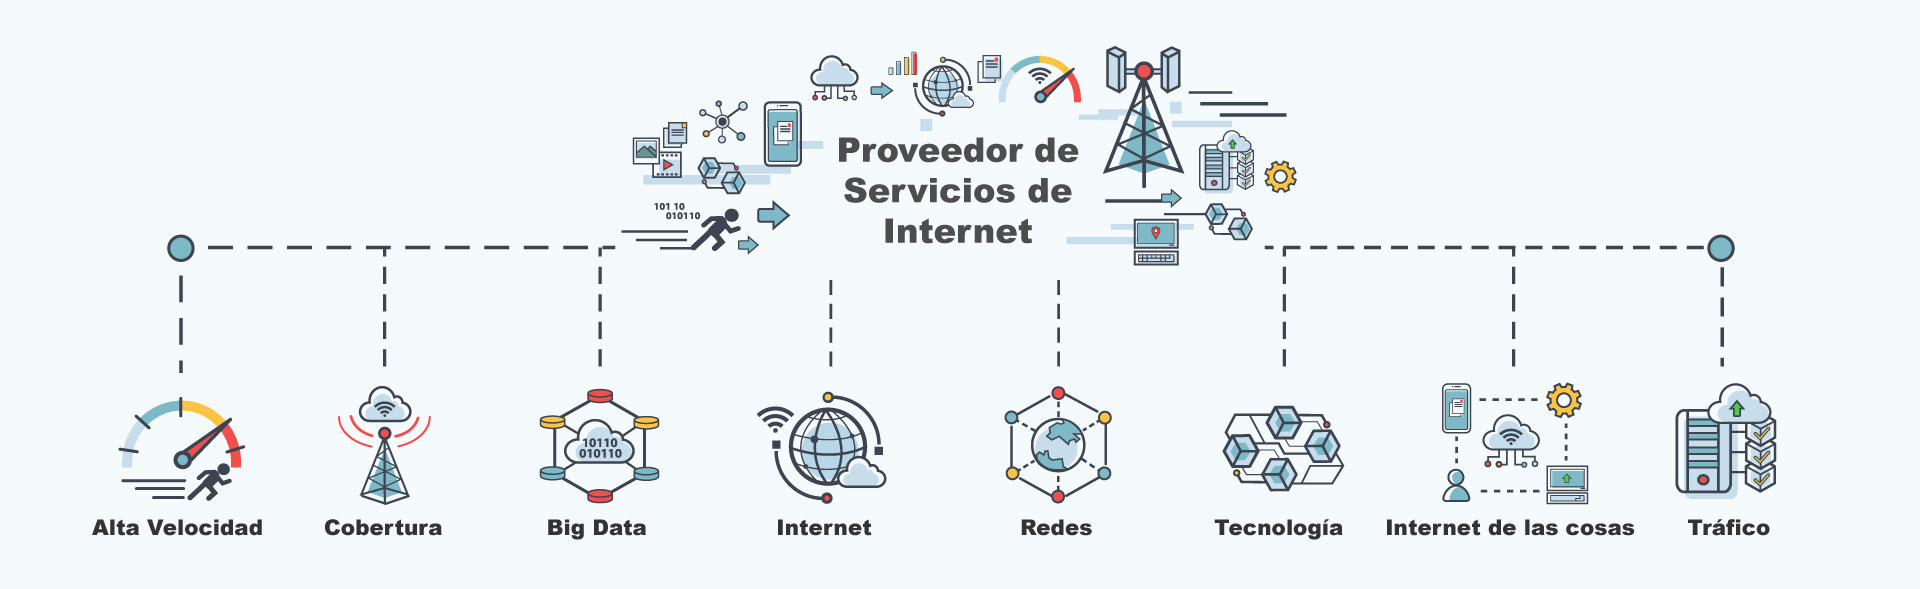 Proveedor de
Servicios de
Internet
101 10
010110
10110
010110
Alta Velocidad
Cobertura
Big Data
Internet
Redes
Tecnología
Internet de las cosas
Tráfico